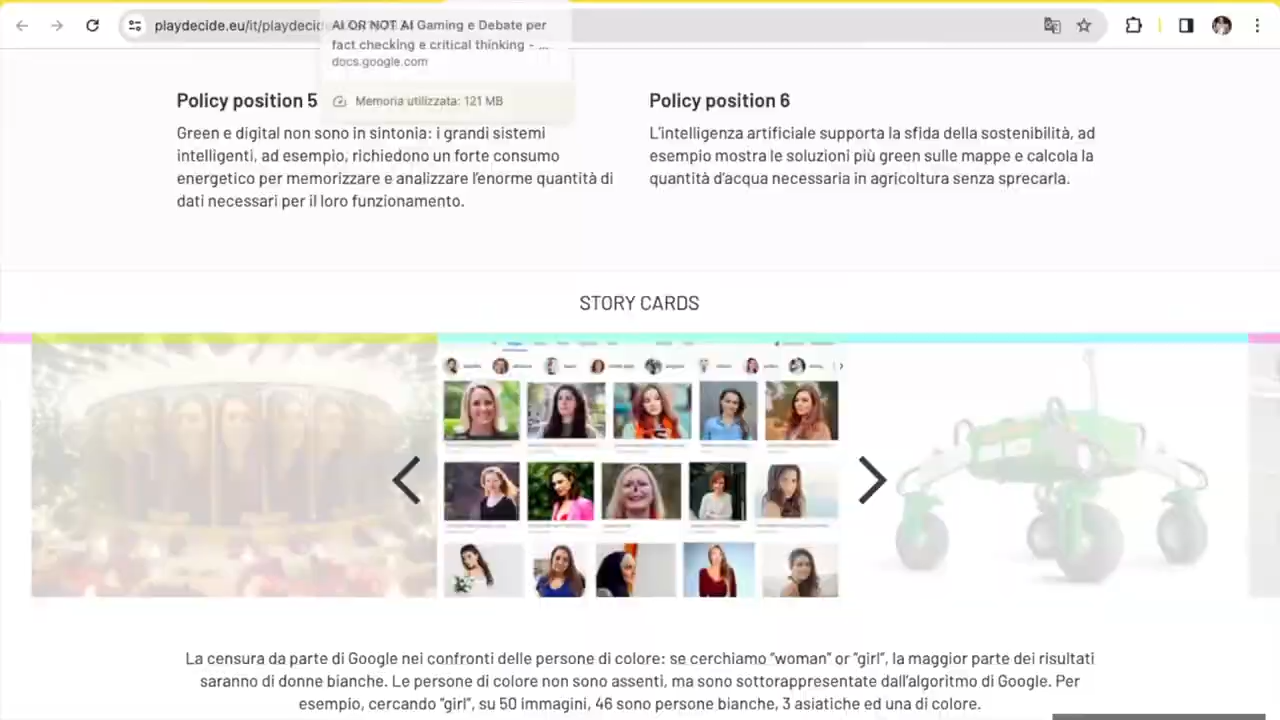 playdecide.eu/it/playdecide
AI OR NOT AI Gaming e Debate per
fact checking e critical thinking - ...
docs.google.com
Memoria utilizzata: 121 MB
Policy position 5
Green e digital non sono in sintonia: i grandi sistemi
intelligenti, ad esempio, richiedono un forte consumo
energetico per memorizzare e analizzare l'enorme quantità di
dati necessari per il loro funzionamento.
Policy position 6
L'intelligenza artificiale supporta la sfida della sostenibilità, ad
esempio mostra le soluzioni più green sulle mappe e calcola la
quantità d'acqua necessaria in agricoltura senza sprecarla.
STORY CARDS
La censura da parte di Google nei confronti delle persone di colore: se cerchiamo "woman" or "girl", la maggior parte dei risultati
saranno di donne bianche. Le persone di colore non sono assenti, ma sono sottorappresentate dall'algoritmo di Google. Per
esempio, cercando "girl", su 50 immagini, 46 sono persone bianche, 3 asiatiche ed una di colore.